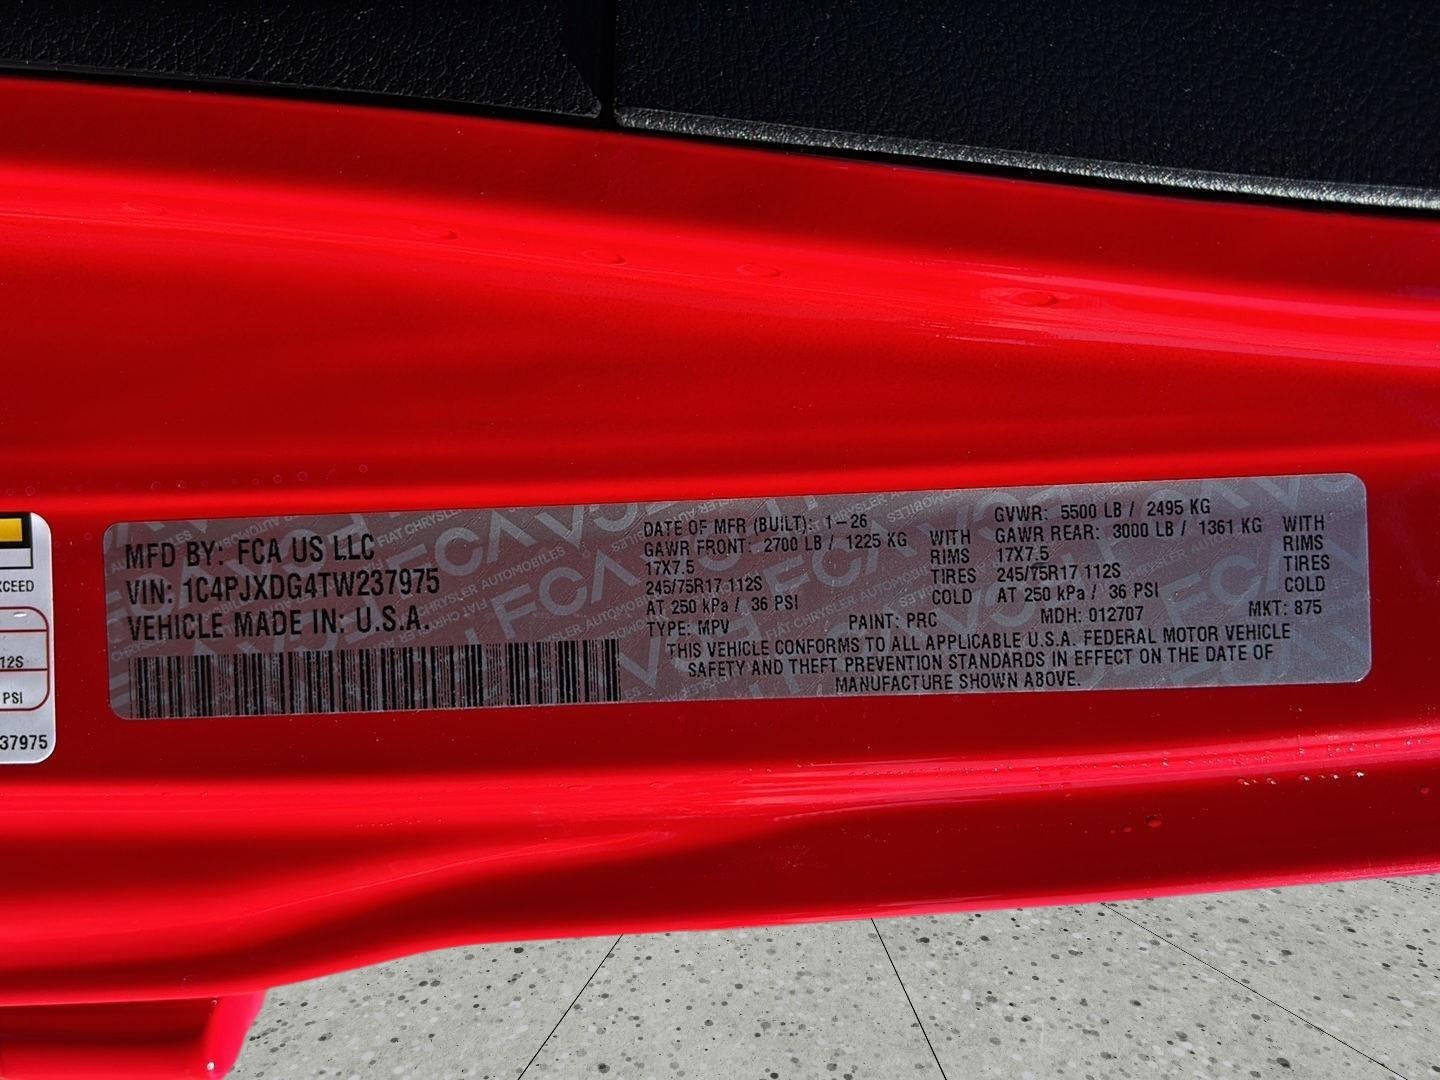 EXCEED
12S
PSI
37975
MFD BY: FCA US LLC
VIN: 1C4PJXDG4TW237975
VEHICLE MADE IN: U.S.A.
DATE OF MFR (BUILT): 1-26
GAWR FRONT: 2700 LB / 1225 KG WITH
17X7.5 RIMS
245/75R17 112S TIRES
AT 250 kPa / 36 PSI COLD
GVWR: 5500 LB / 2495 KG
GAWR REAR: 3000 LB / 1361 KG WITH
17X7.5 RIMS
245/75R17 112S TIRES
AT 250 kPa / 36 PSI COLD
TYPE: MPV PAINT: PRC MDH: 012707 MKT: 875
THIS VEHICLE CONFORMS TO ALL APPLICABLE U.S.A. FEDERAL MOTOR VEHICLE
SAFETY AND THEFT PREVENTION STANDARDS IN EFFECT ON THE DATE OF
MANUFACTURE SHOWN ABOVE.